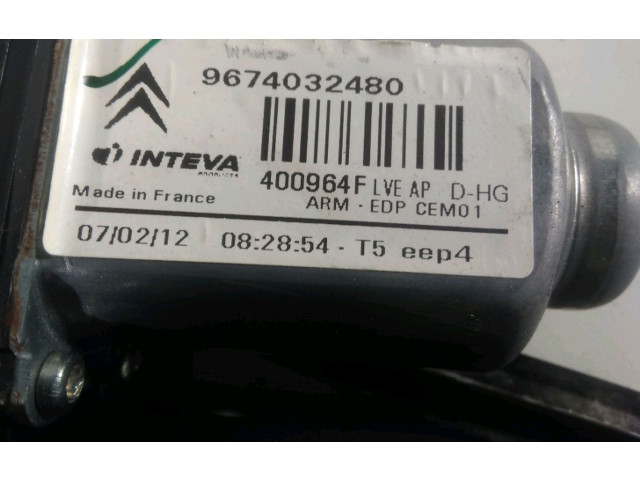 9674032480
INTEVA
PRODUCTS
400964F LVE AP D-HG
Made in France
ARM - EDP CEM01
07/02/12 08:28:54 - T5 eep4